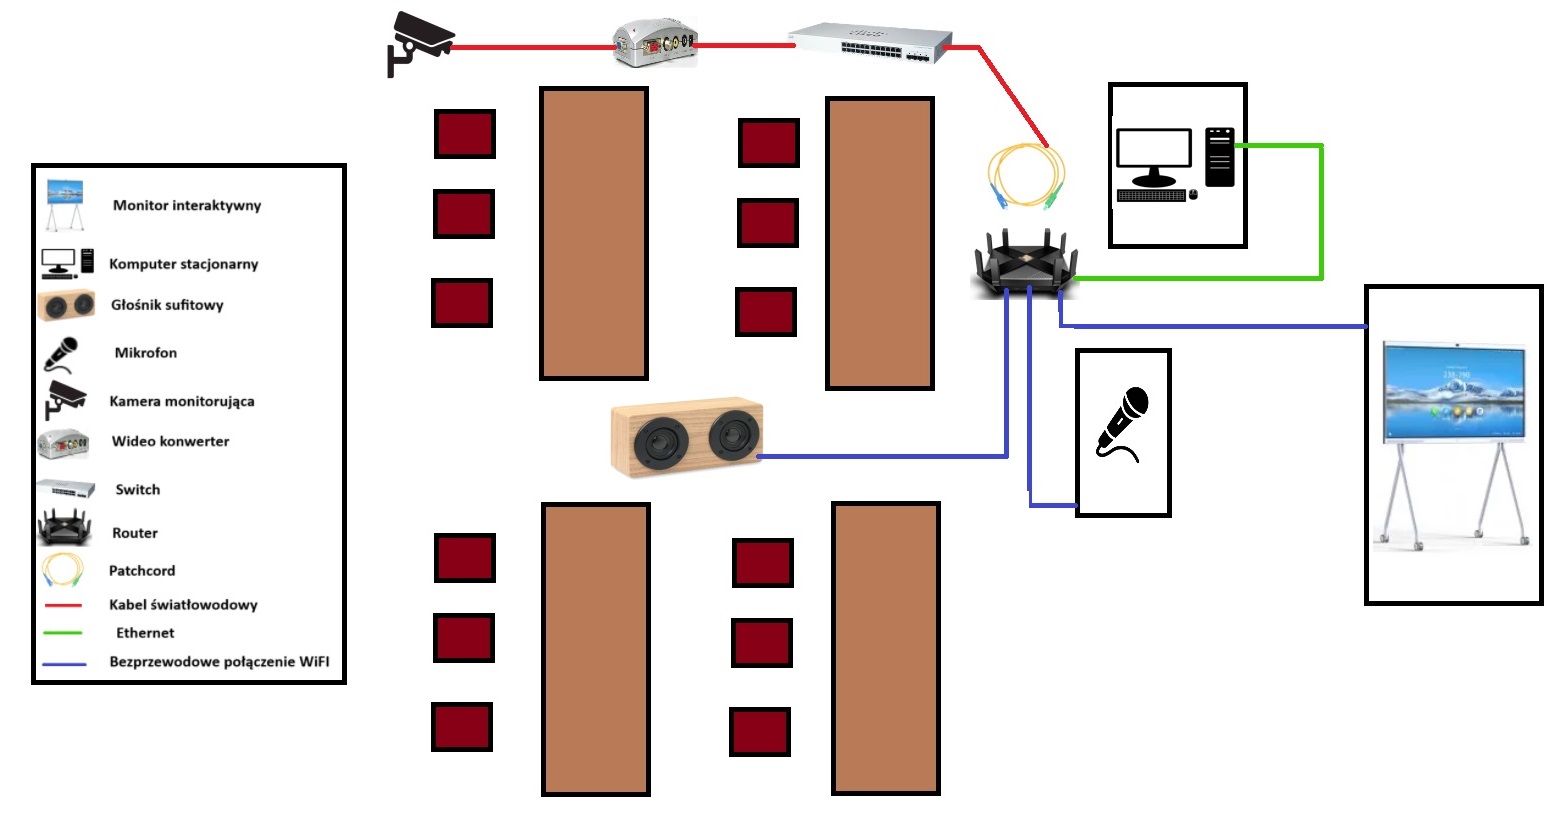 Monitor interaktywny
Komputer stacjonarny
Głośnik sufitowy
Mikrofon
Kamera monitorująca
Wideo konwerter
Switch
Router
Patchcord
Kabel światłowodowy
Ethernet
Bezprzewodowe połączenie WiFI